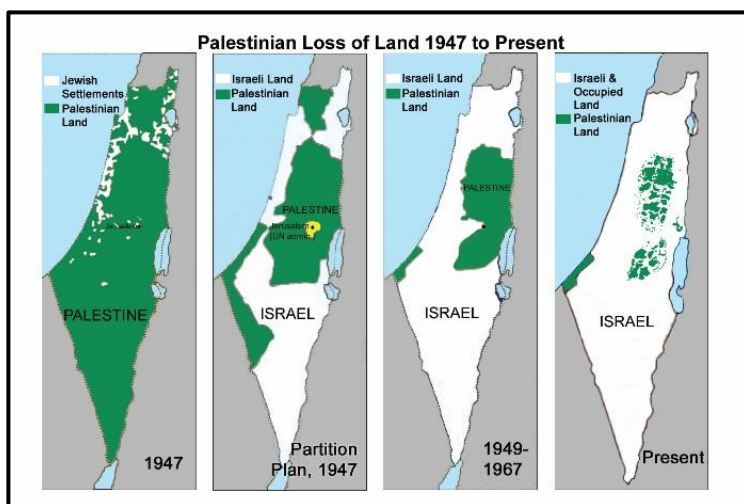 Palestinian Loss of Land 1947 to Present
Jewish
Settlements
Palestinian
Land
Jerusalem
PALESTINE
1947
Israeli Land
Palestinian Land
PALESTINE
Jerusalem
(UN admin.)
ISRAEL
Partition
Plan, 1947
Israeli Land
Palestinian Land
PALESTINE
ISRAEL
1949-
1967
Israeli &
Occupied
Land
Palestinian
Land
ISRAEL
Present